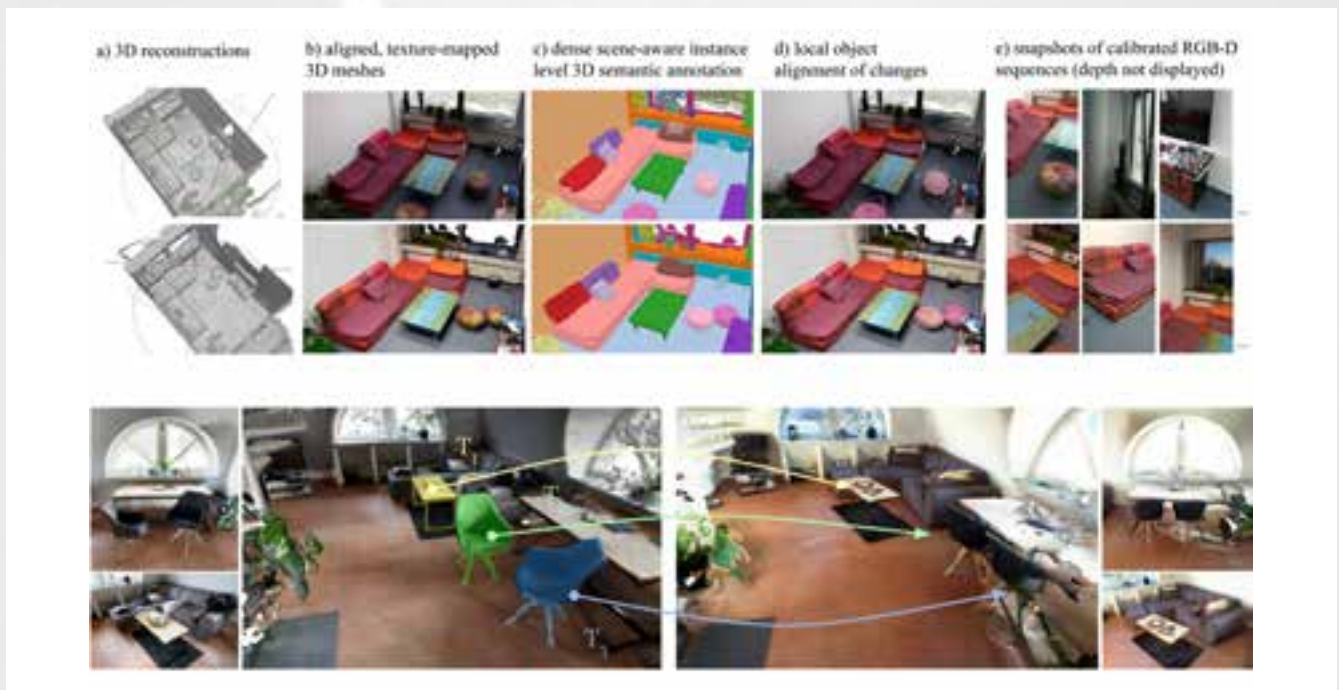 a) 3D reconstructions
b) aligned, texture-mapped
3D meshes
c) dense scene-aware instance
level 3D semantic annotation
d) local object
alignment of changes
e) snapshots of calibrated RGB-D
sequences (depth not displayed)